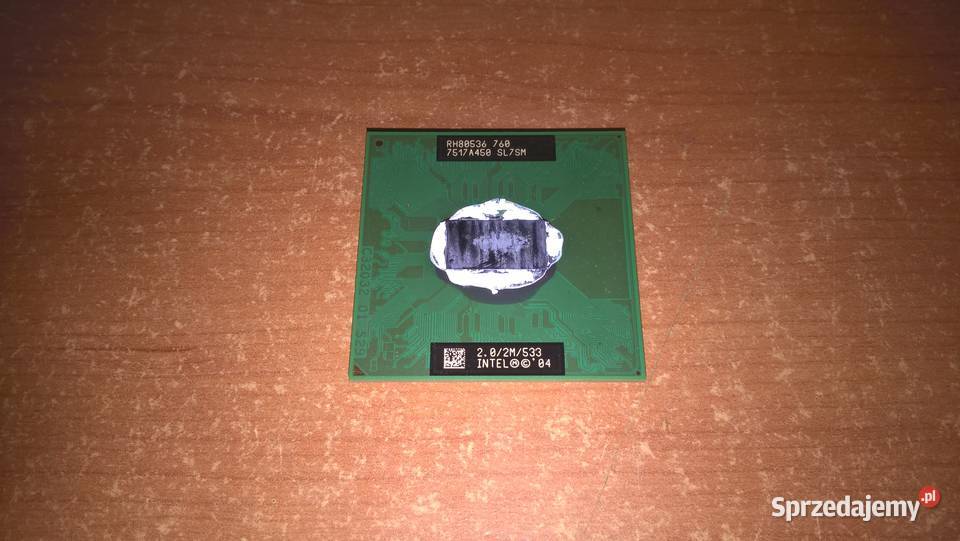 RH80536 760
7517A450 SL7SM
2.0/2M/533
INTEL®©'04
Sprzedajemy.pl